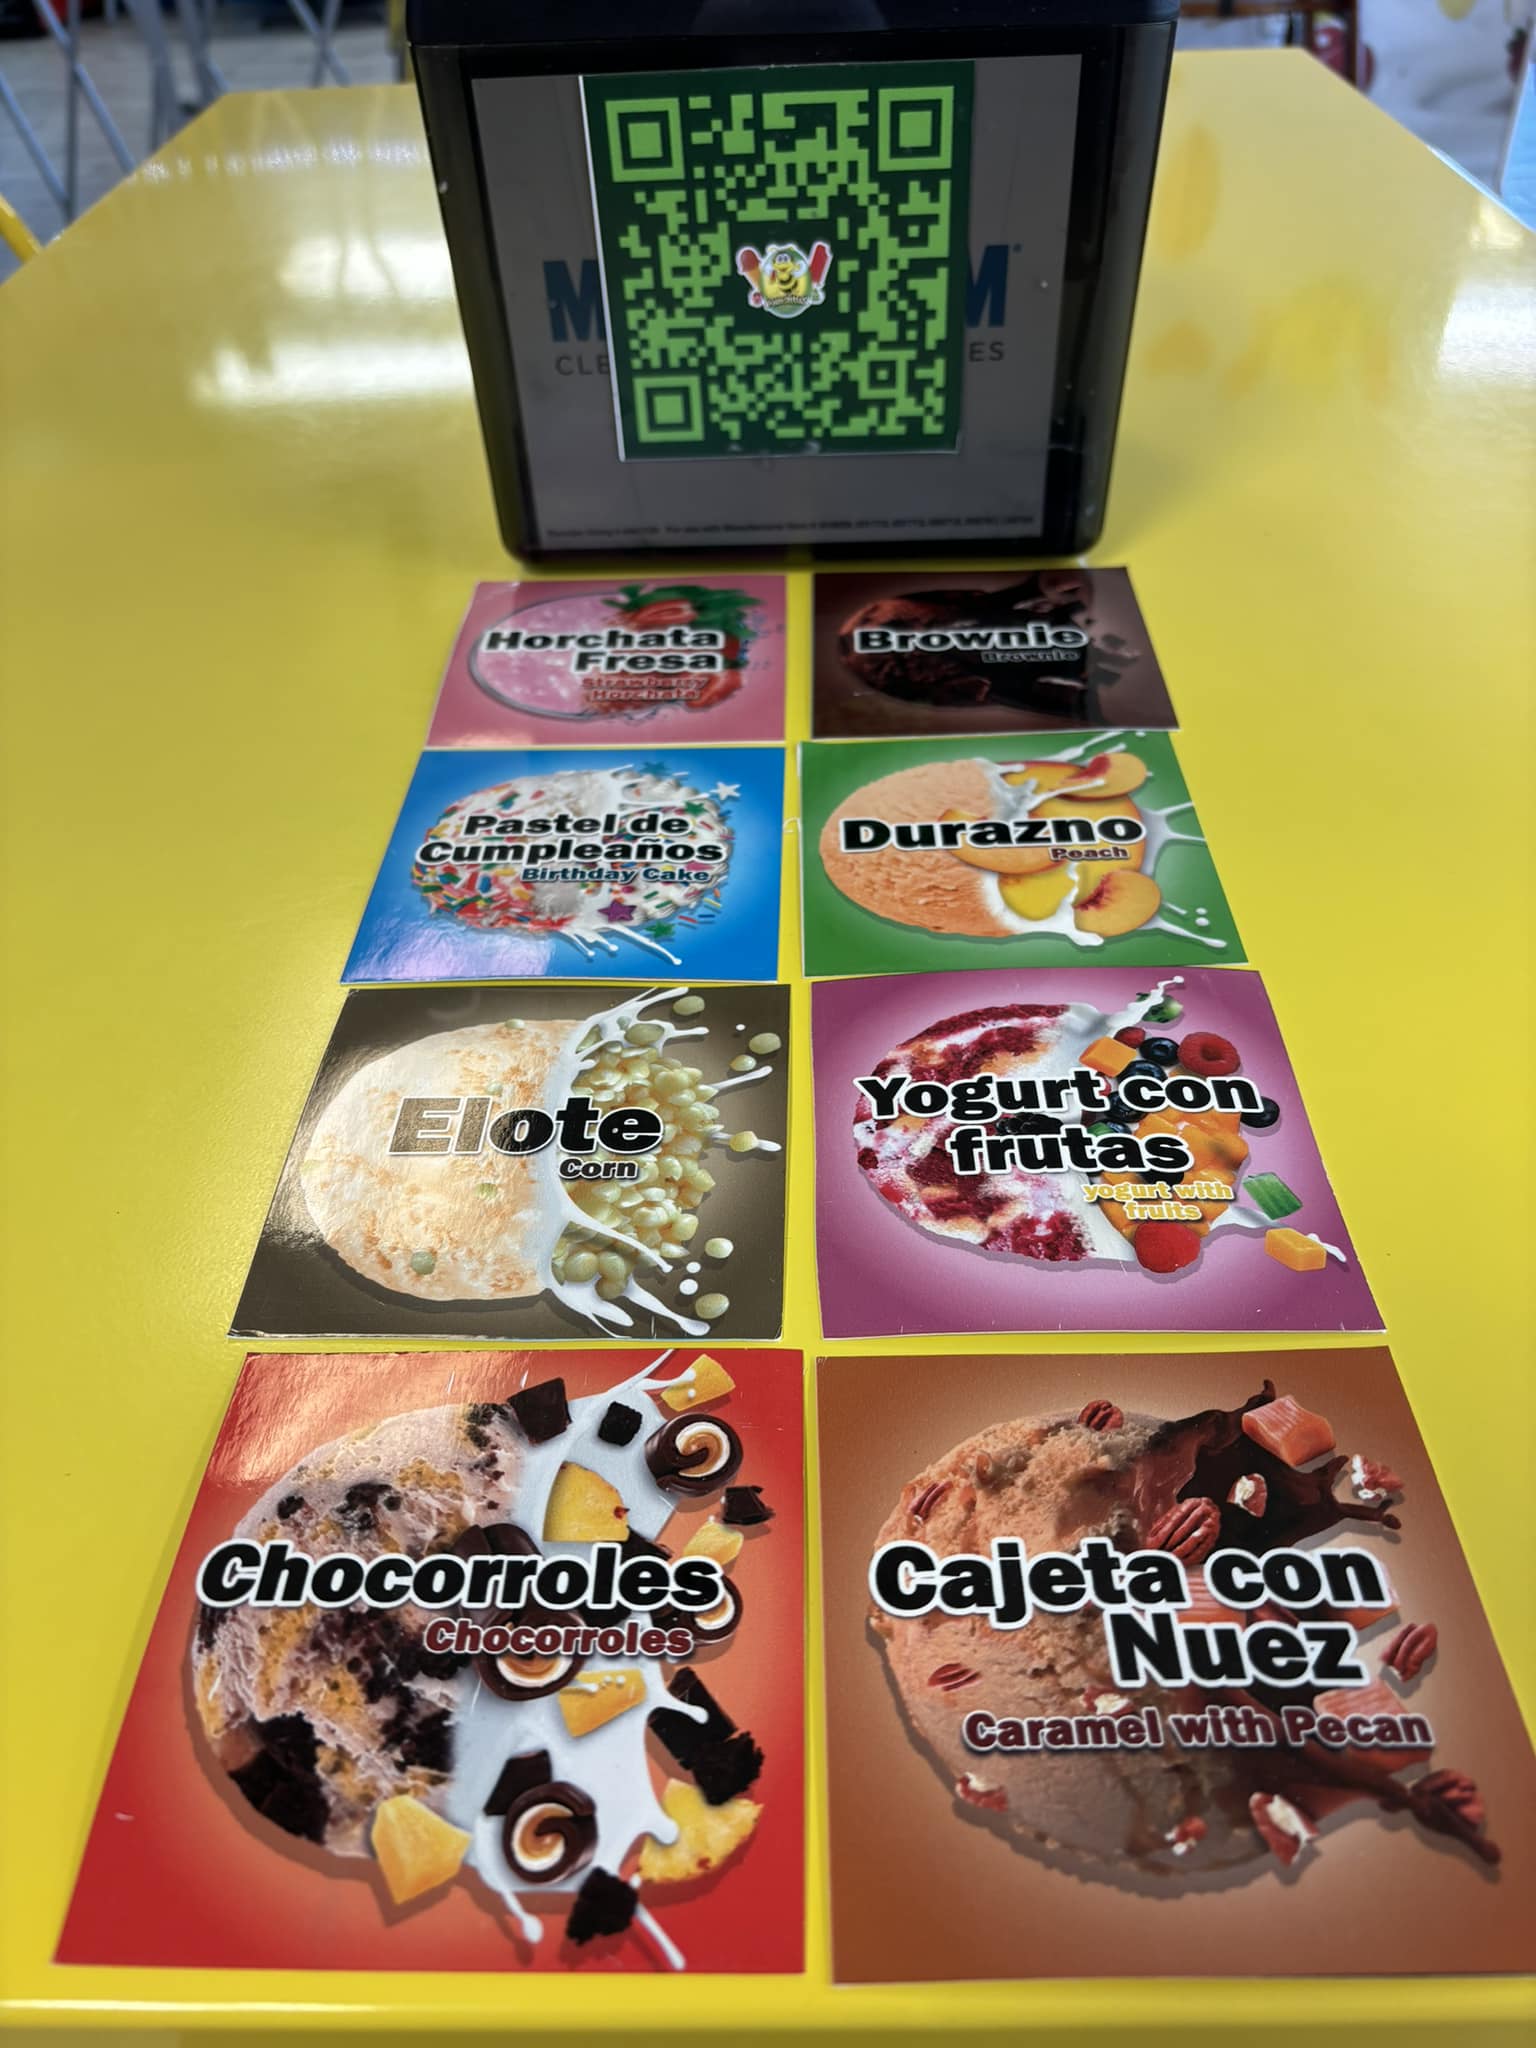 Horchata
Fresa
Strawberry
Horchata
Brownie
Brownie
Pastel de
Cumpleaños
Birthday Cake
Durazno
Peach
Elote
Corn
Yogurt con
frutas
yogurt with
fruits
Chocorroles
Chocorroles
Cajeta con
Nuez
Caramel with Pecan